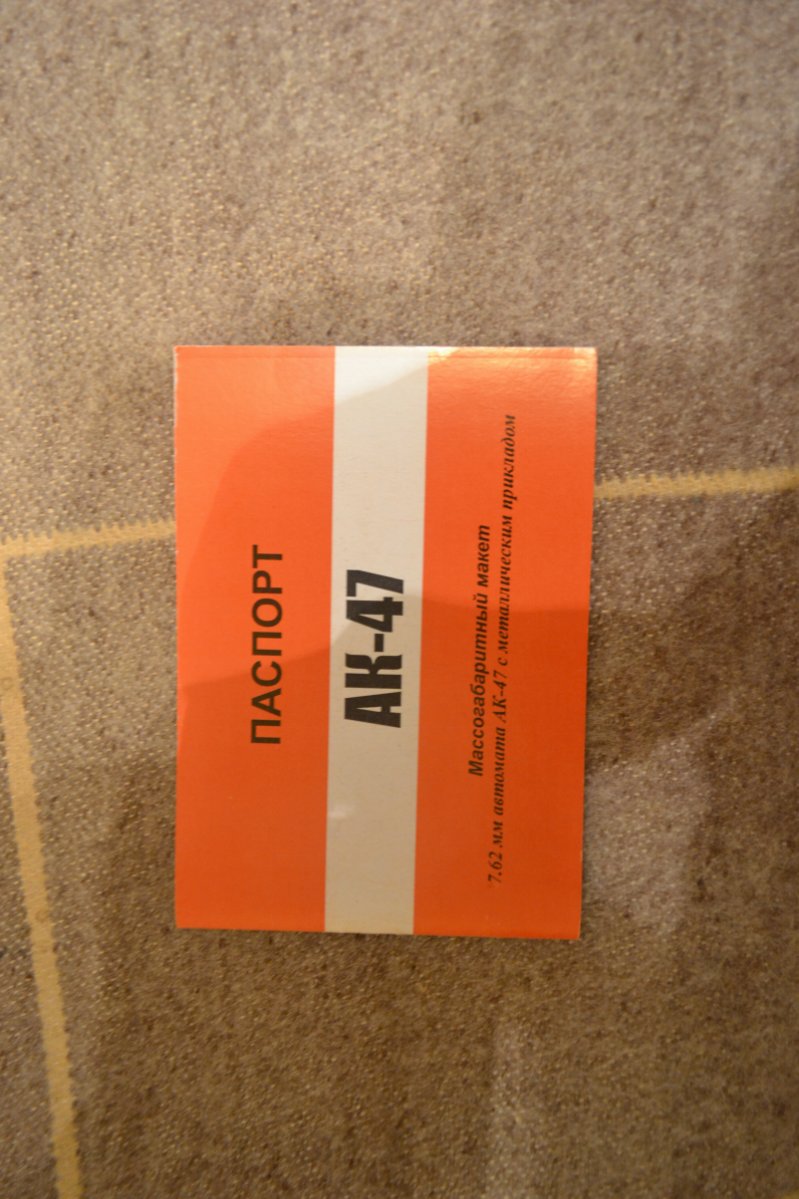 ПАСПОРТ
АК-47
Массогабаритный макет
7,62 мм автомата АК-47 с металлическим прикладом